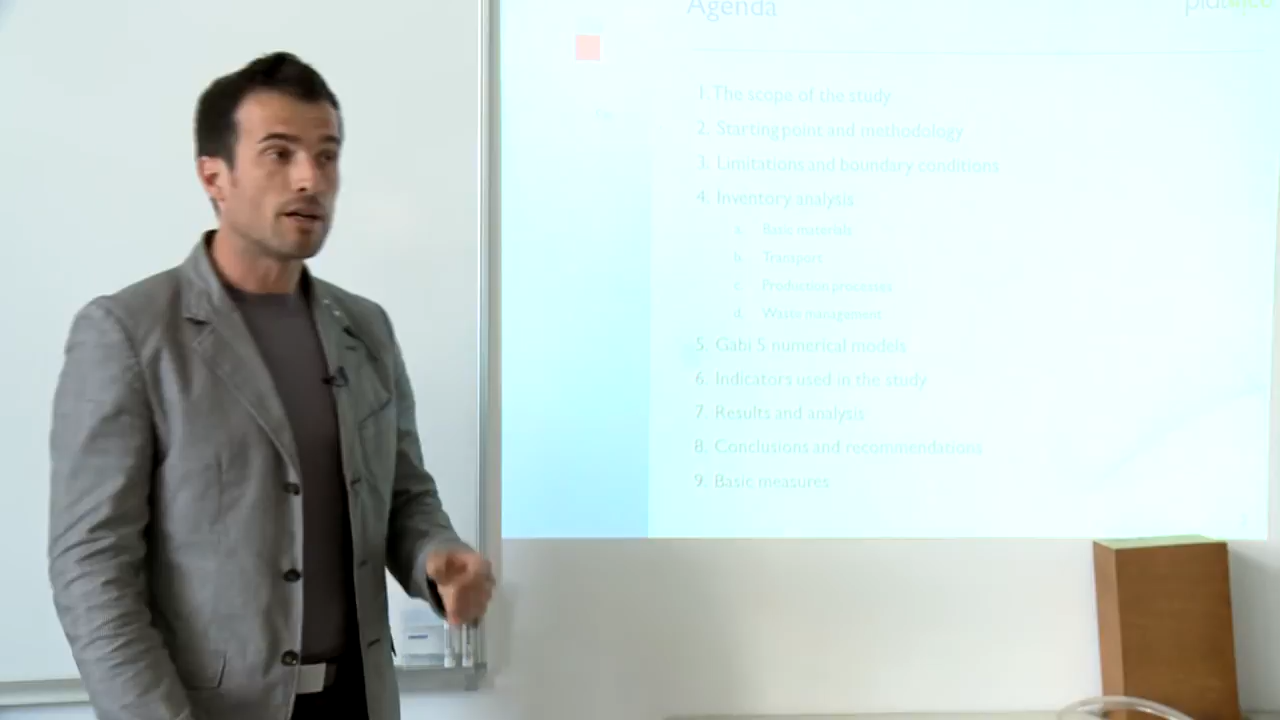 Agenda
1. The scope of the study
2. Starting point and methodology
3. Limitations and boundary conditions
4. Inventory analysis
a. Basic materials
b. Transport
c. Production processes
d. Waste management
5. Gabi 5 numerical models
6. Indicators used in the study
7. Results and analysis
8. Conclusions and recommendations
9. Basic measures